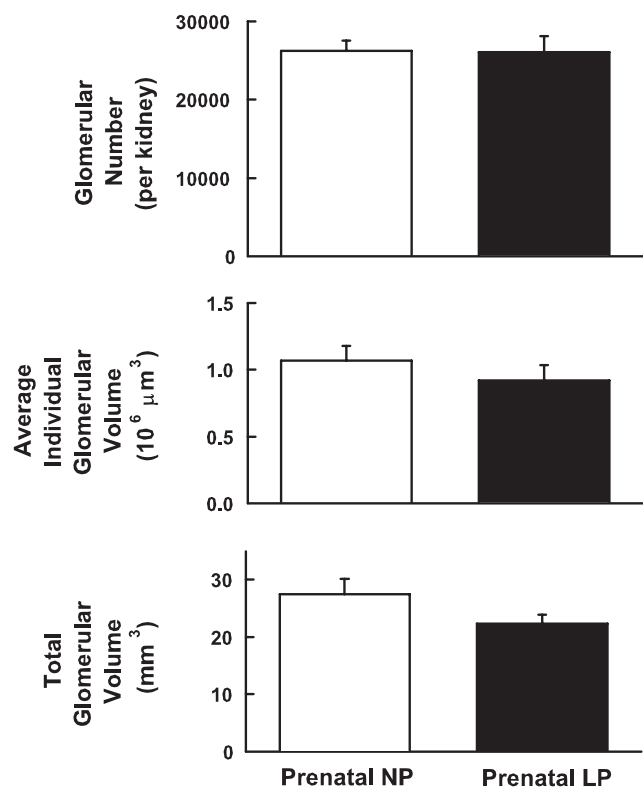 Glomerular
Number
(per kidney)
30000
20000
10000
0
Average
Individual
Glomerular
Volume
(10⁶ μm³)
1.5
1.0
0.5
0.0
Total
Glomerular
Volume
(mm³)
30
20
10
0
Prenatal NP Prenatal LP